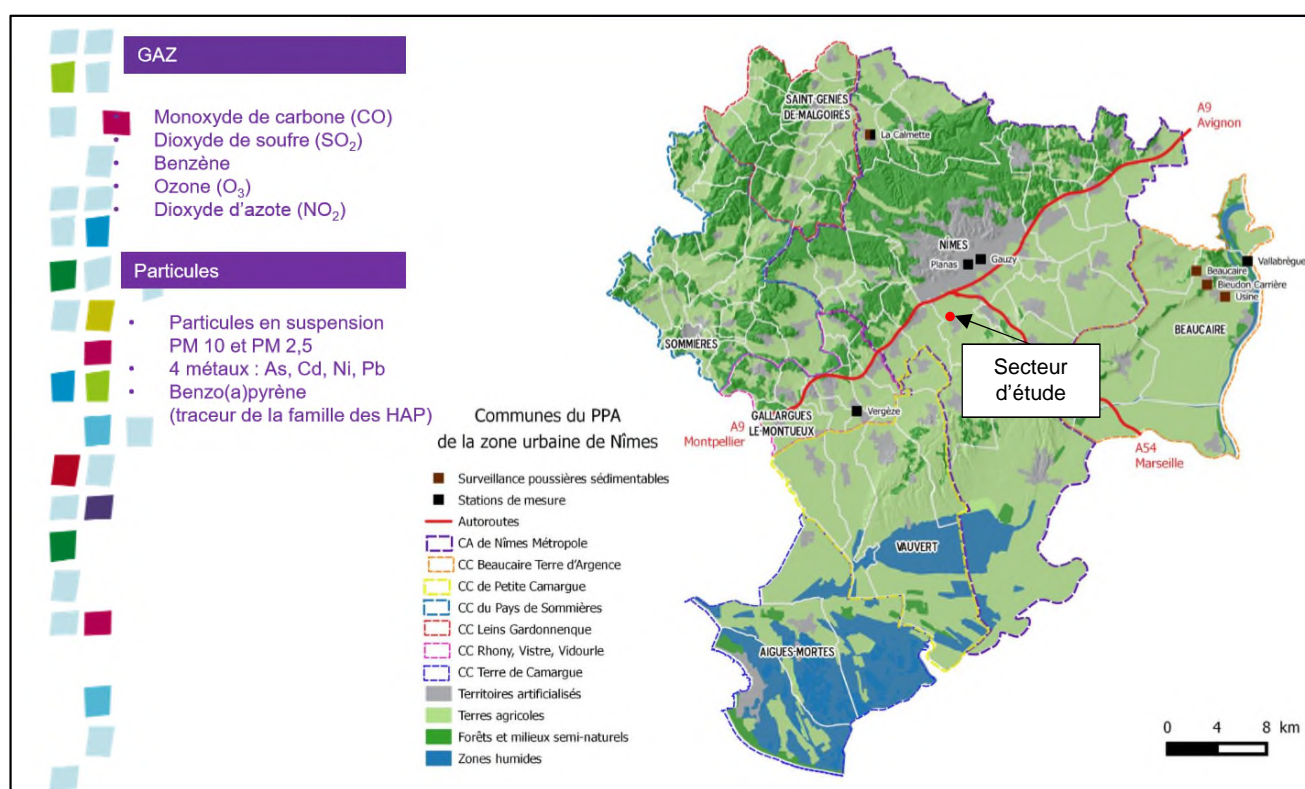 GAZ
Monoxyde de carbone (CO)
Dioxyde de soufre (SO2)
Benzène
Ozone (O3)
Dioxyde d'azote (NO2)
Particules
• Particules en suspension
PM 10 et PM 2,5
• 4 métaux : As, Cd, Ni, Pb
• Benzo(a)pyrène
(traceur de la famille des HAP)
Communes du PPA
de la zone urbaine de Nîmes
Surveillance poussières sédimentables
Stations de mesure
Autoroutes
CA de Nîmes Métropole
CC Beaucaire Terre d'Argence
CC de Petite Camargue
CC du Pays de Sommières
CC Leins Gardonnenque
CC Rhony, Vistre, Vidourle
CC Terre de Camargue
Territoires artificialisés
Terres agricoles
Forêts et milieux semi-naturels
Zones humides
SAINT-GENIÈS
DE-MALGOIRÈS
La Calmette
A9
Avignon
NÎMES
Planas
Gauzy
Vallabrègue
Beaucaire
Bieudon Carrière
Usine
BEAUCAIRE
SOMMIÈRES
Secteur
d'étude
GALLARGUES
LE-MONTUEUX
Vergèze
A9
Montpellier
A54
Marseille
VAUVERT
AIGUES-MORTES
0 4 8 km